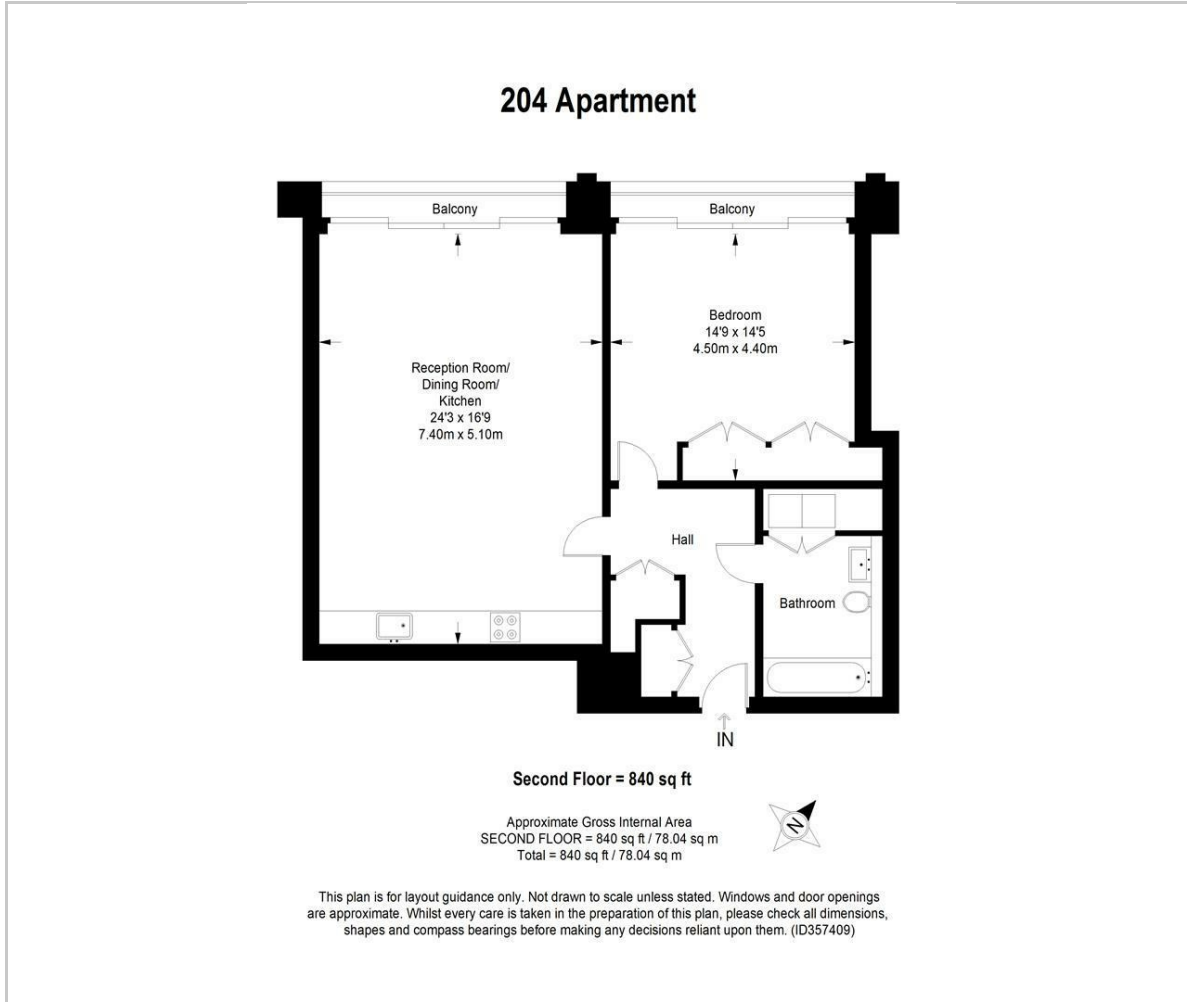 204 Apartment
Balcony
Balcony
Bedroom
14'9 x 14'5
4.50m x 4.40m
Reception Room/
Dining Room/
Kitchen
24'3 x 16'9
7.40m x 5.10m
Hall
Bathroom
IN
Second Floor = 840 sq ft
Approximate Gross Internal Area
SECOND FLOOR = 840 sq ft / 78.04 sq m
Total = 840 sq ft / 78.04 sq m
N
This plan is for layout guidance only. Not drawn to scale unless stated. Windows and door openings
are approximate. Whilst every care is taken in the preparation of this plan, please check all dimensions,
shapes and compass bearings before making any decisions reliant upon them. (ID357409)